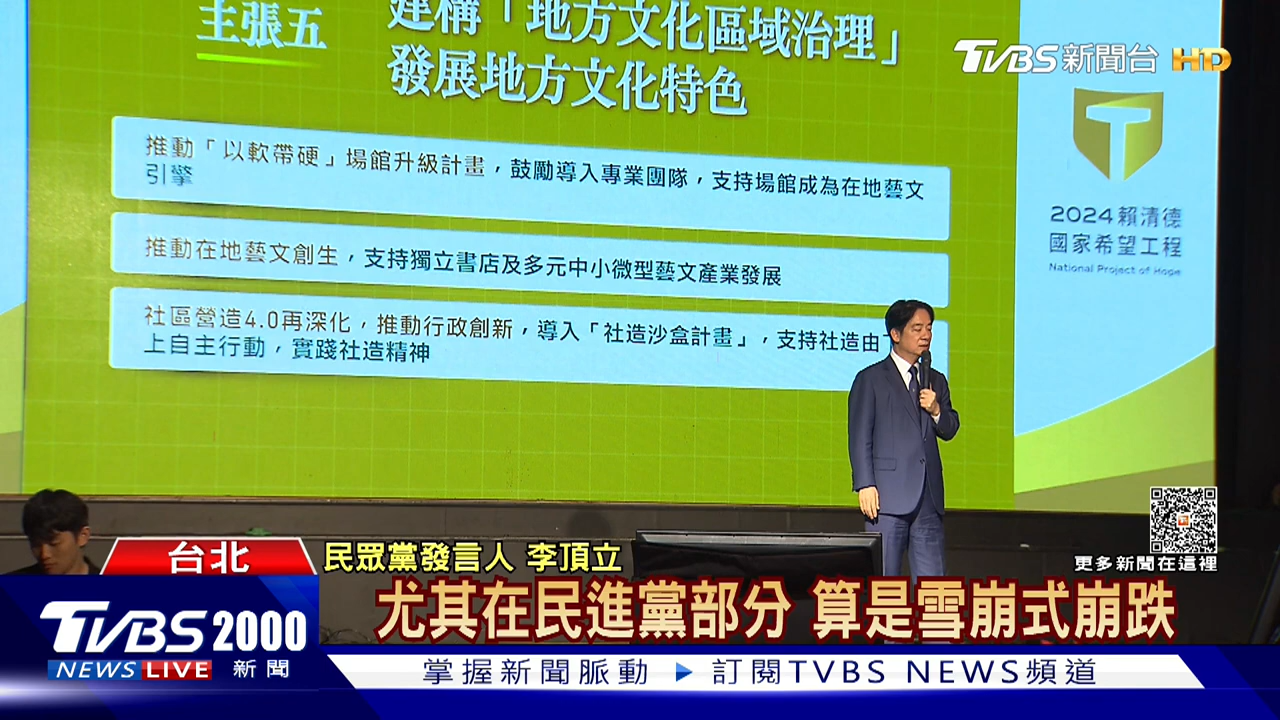 主張五
建構「地方文化區域治理」
發展地方文化特色
TVBS新聞台 HD
推動「以軟帶硬」場館升級計畫，鼓勵導入專業團隊，支持場館成為在地藝文
引擎
推動在地藝文創生，支持獨立書店及多元中小微型藝文產業發展
社區營造4.0再深化，推動行政創新，導入「社造沙盒計畫」，支持社造由
上自主行動，實踐社造精神
T
2024賴清德
國家希望工程
National Project of Hope
更多新聞在這裡
台北
民眾黨發言人 李頂立
尤其在民進黨部分 算是雪崩式崩跌
TVBS 2000
NEWS LIVE 新聞
掌握新聞脈動 ► 訂閱TVBS NEWS頻道